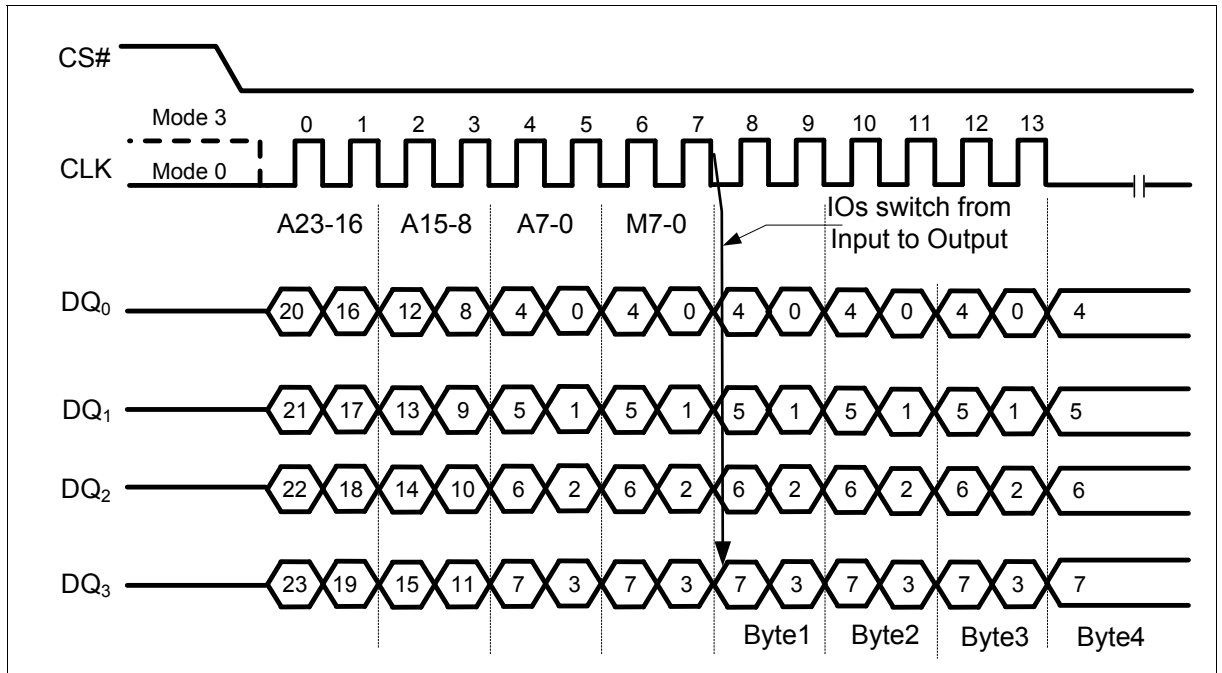 CS#
Mode 3
0 1 2 3 4 5 6 7 8 9 10 11 12 13
CLK
Mode 0
A23-16 A15-8 A7-0 M7-0
IOs switch from
Input to Output
DQ0 20 16 12 8 4 0 4 0 4 0 4 0 4 0 4
DQ1 21 17 13 9 5 1 5 1 5 1 5 1 5 1 5
DQ2 22 18 14 10 6 2 6 2 6 2 6 2 6 2 6
DQ3 23 19 15 11 7 3 7 3 7 3 7 3 7 3 7
Byte1 Byte2 Byte3 Byte4